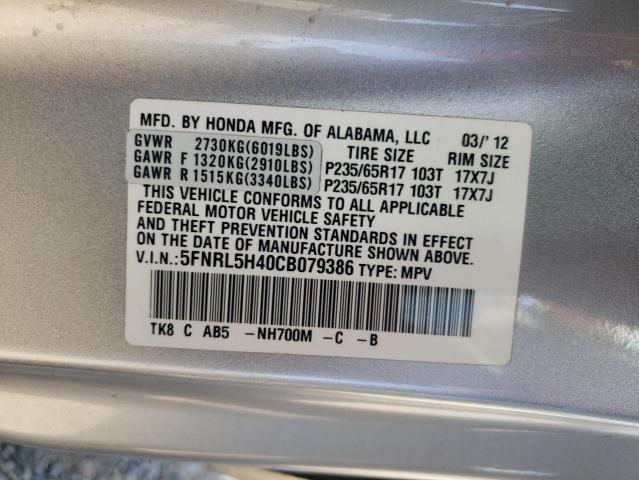 MFD. BY HONDA MFG. OF ALABAMA, LLC 03/'12
GVWR 2730KG(6019LBS) TIRE SIZE RIM SIZE
GAWR F 1320KG(2910LBS) P235/65R17 103T 17X7J
GAWR R 1515KG(3340LBS) P235/65R17 103T 17X7J
THIS VEHICLE CONFORMS TO ALL APPLICABLE
FEDERAL MOTOR VEHICLE SAFETY
AND THEFT PREVENTION STANDARDS IN EFFECT
ON THE DATE OF MANUFACTURE SHOWN ABOVE.
V.I.N.:5FNRL5H40CB079386 TYPE: MPV
TK8 C AB5 -NH700M -C -B